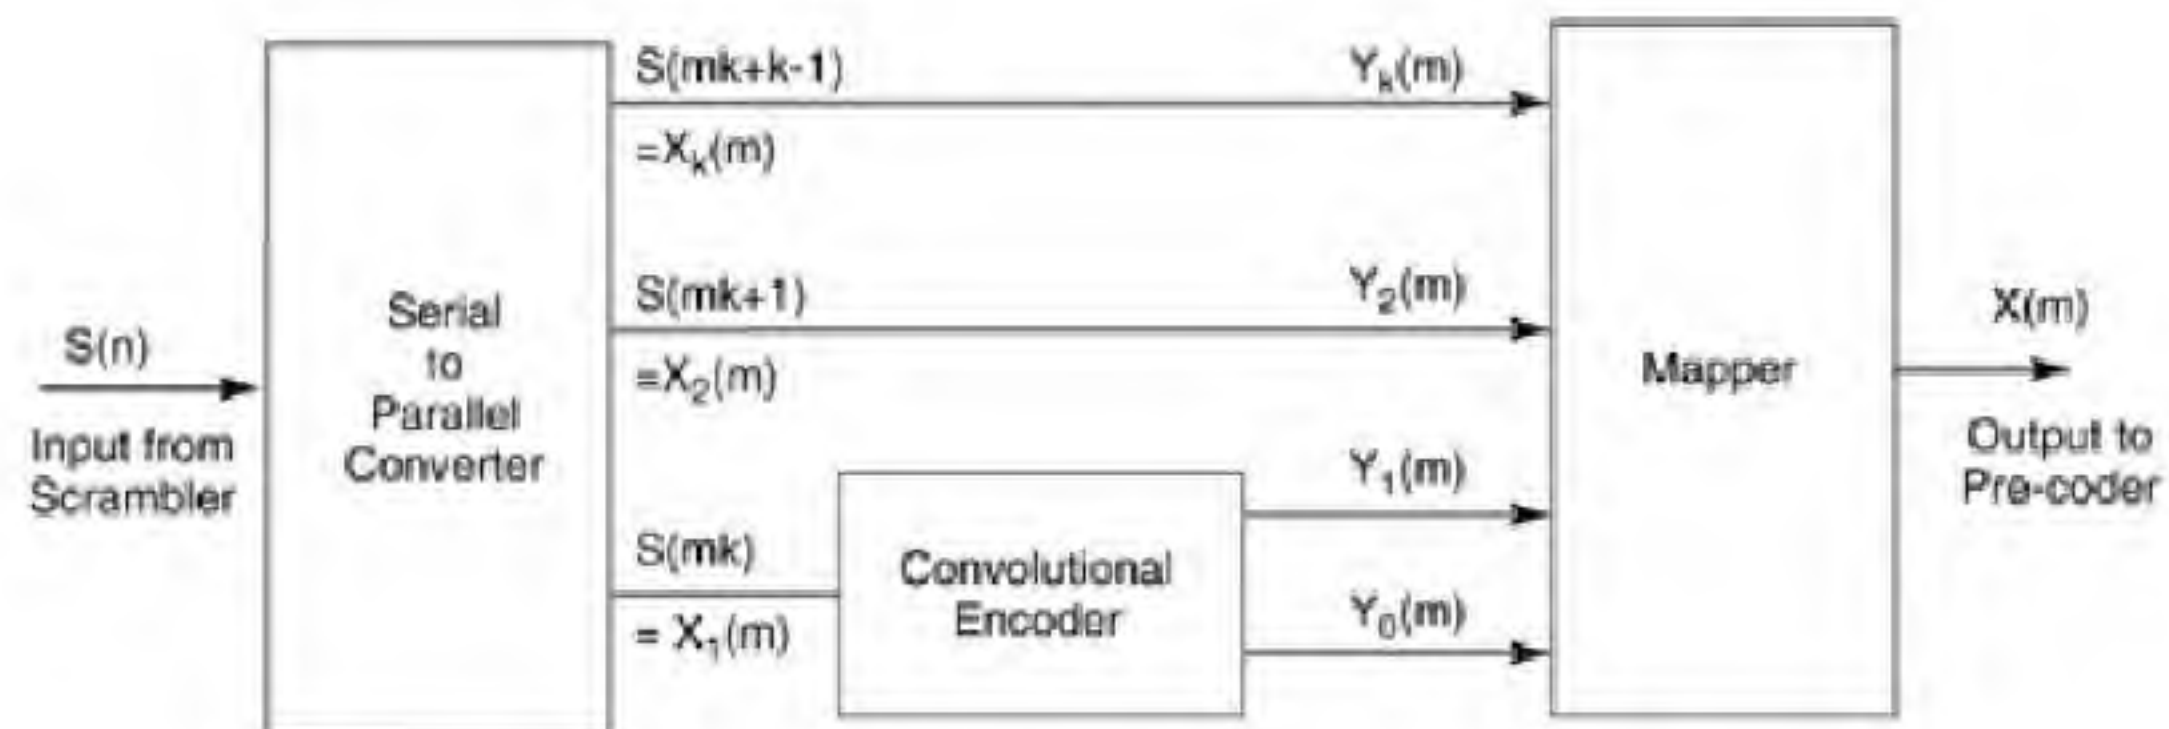 S(mk+k-1)
Yk(m)
=Xk(m)
S(mk+1)
Y2(m)
=X2(m)
S(n)
Input from
Scrambler
Serial
to
Parallel
Converter
Mapper
X(m)
Output to
Pre-coder
Y1(m)
S(mk)
= X1(m)
Convolutional
Encoder
Y0(m)